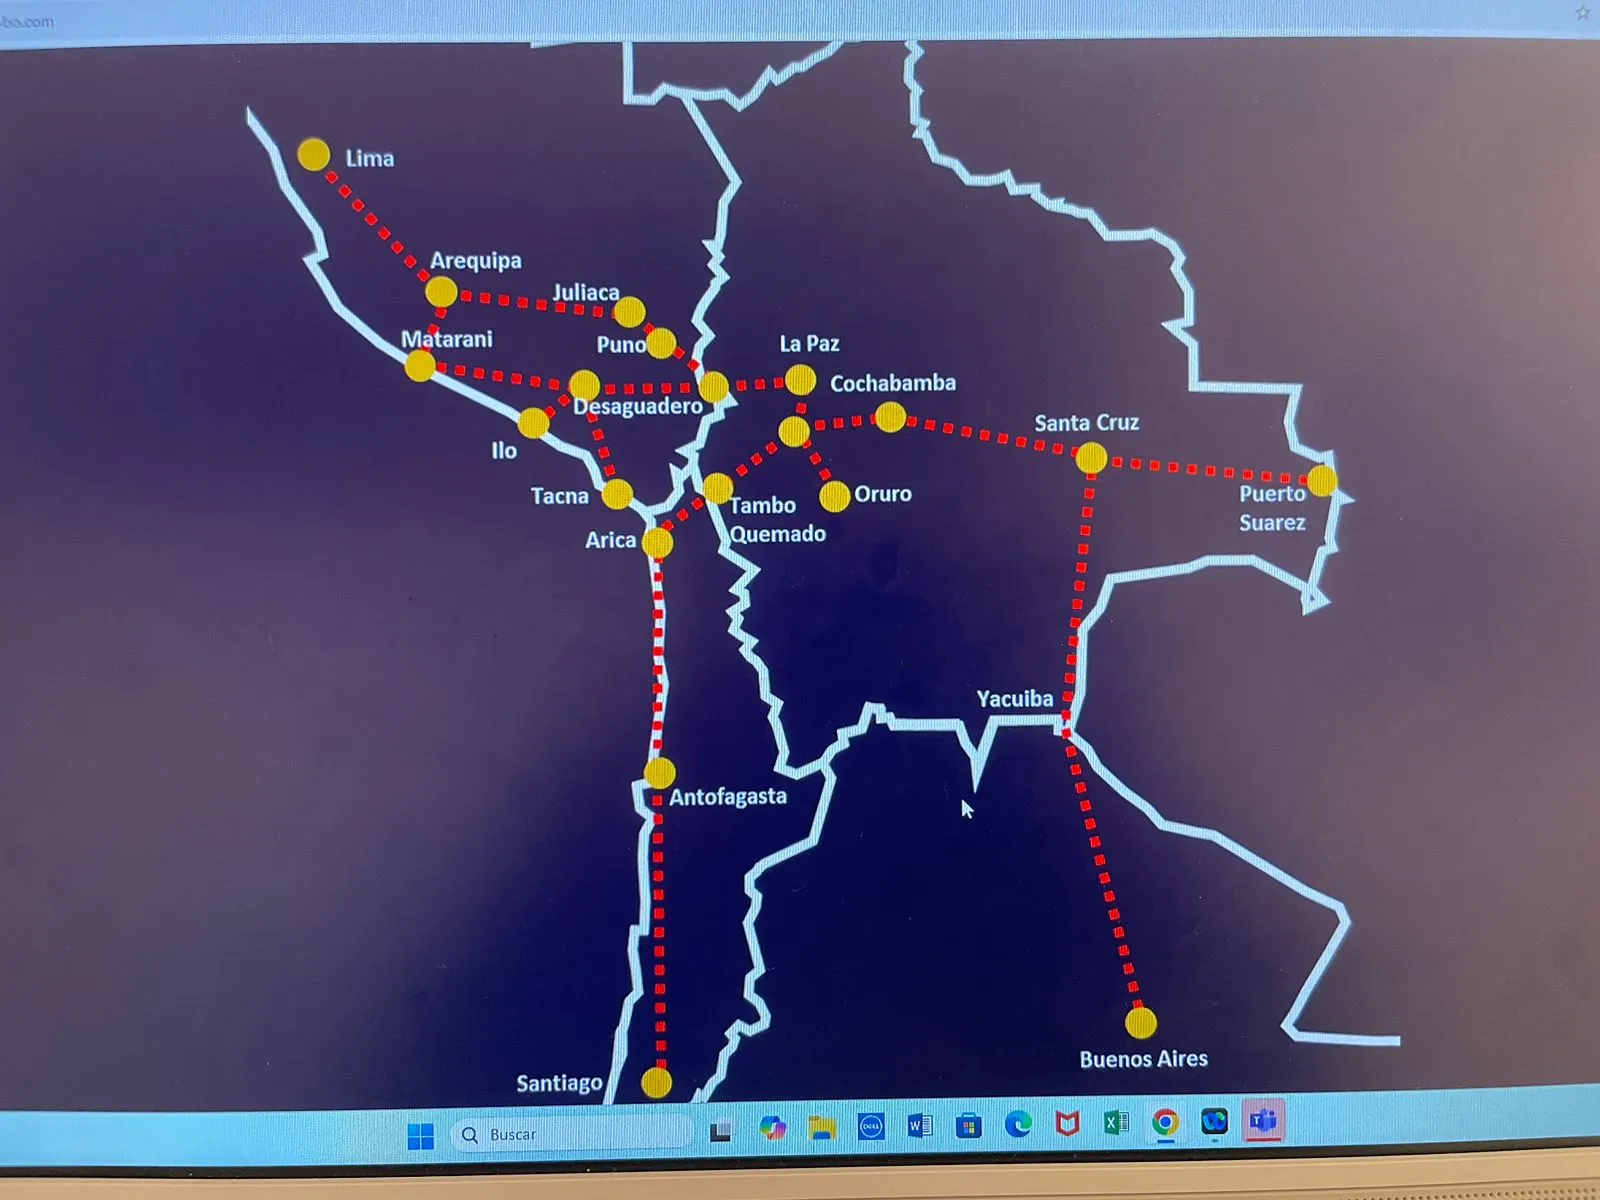 bo.com
Lima
Arequipa
Juliaca
Matarani
Puno
La Paz
Cochabamba
Desaguadero
Santa Cruz
Ilo
Tacna
Oruro
Tambo
Quemado
Puerto
Suarez
Arica
Yacuiba
Antofagasta
Buenos Aires
Santiago
Buscar
DELL
W
X
T